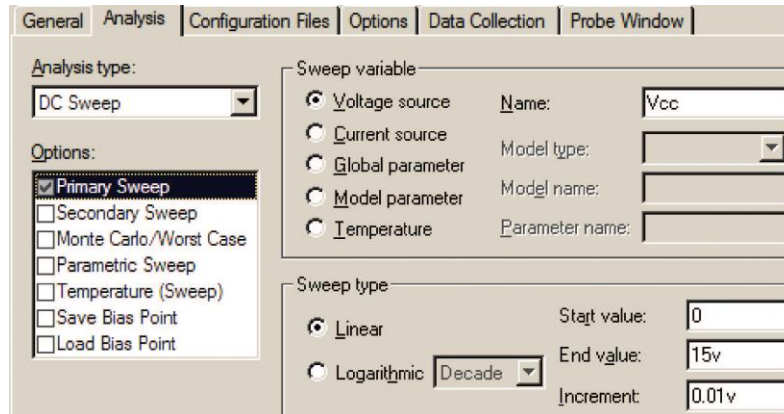 General Analysis Configuration Files Options Data Collection Probe Window
Analysis type:
DC Sweep
Options:
Primary Sweep
Secondary Sweep
Monte Carlo/Worst Case
Parametric Sweep
Temperature (Sweep)
Save Bias Point
Load Bias Point
Sweep variable
Voltage source
Current source
Global parameter
Model parameter
Temperature
Name: Vcc
Model type:
Model name:
Parameter name:
Sweep type
Linear
Logarithmic Decade
Start value: 0
End value: 15v
Increment: 0.01v